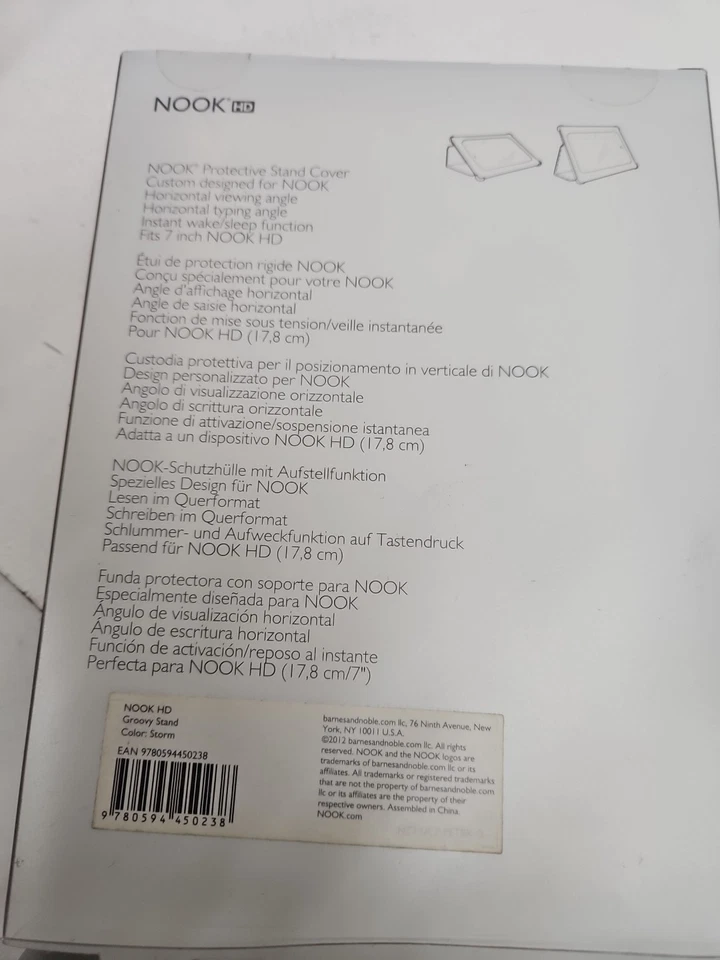 NOOK™ HD
NOOK™ Protective Stand Cover
Custom designed for NOOK
Horizontal viewing angle
Horizontal typing angle
Instant wake/sleep function
Fits 7 inch NOOK HD
Étui de protection rigide NOOK
Conçu spécialement pour votre NOOK
Angle d'affichage horizontal
Angle de saisie horizontal
Fonction de mise sous tension/veille instantanée
Pour NOOK HD (17,8 cm)
Custodia protettiva per il posizionamento in verticale di NOOK
Design personalizzato per NOOK
Angolo di visualizzazione orizzontale
Angolo di scrittura orizzontale
Funzione di attivazione/sospensione istantanea
Adatta a un dispositivo NOOK HD (17,8 cm)
NOOK-Schutzhülle mit Aufstellfunktion
Spezielles Design für NOOK
Lesen im Querformat
Schreiben im Querformat
Schlummer- und Aufweckfunktion auf Tastendruck
Passend für NOOK HD (17,8 cm)
Funda protectora con soporte para NOOK
Especialmente diseñada para NOOK
Ángulo de visualización horizontal
Ángulo de escritura horizontal
Función de activación/reposo al instante
Perfecta para NOOK HD (17,8 cm/7")
NOOK HD
Groovy Stand
Color: Storm
EAN 9780594450238
9 780594 450238
barnesandnoble.com llc, 76 Ninth Avenue, New
York, NY 10011 U.S.A.
©2012 barnesandnoble.com llc. All rights
reserved. NOOK and the NOOK logos are
trademarks of barnesandnoble.com llc or its
affiliates. All trademarks or registered trademarks
that are not the property of barnesandnoble.com
llc or its affiliates are the property of their
respective owners. Assembled in China.
NOOK.com